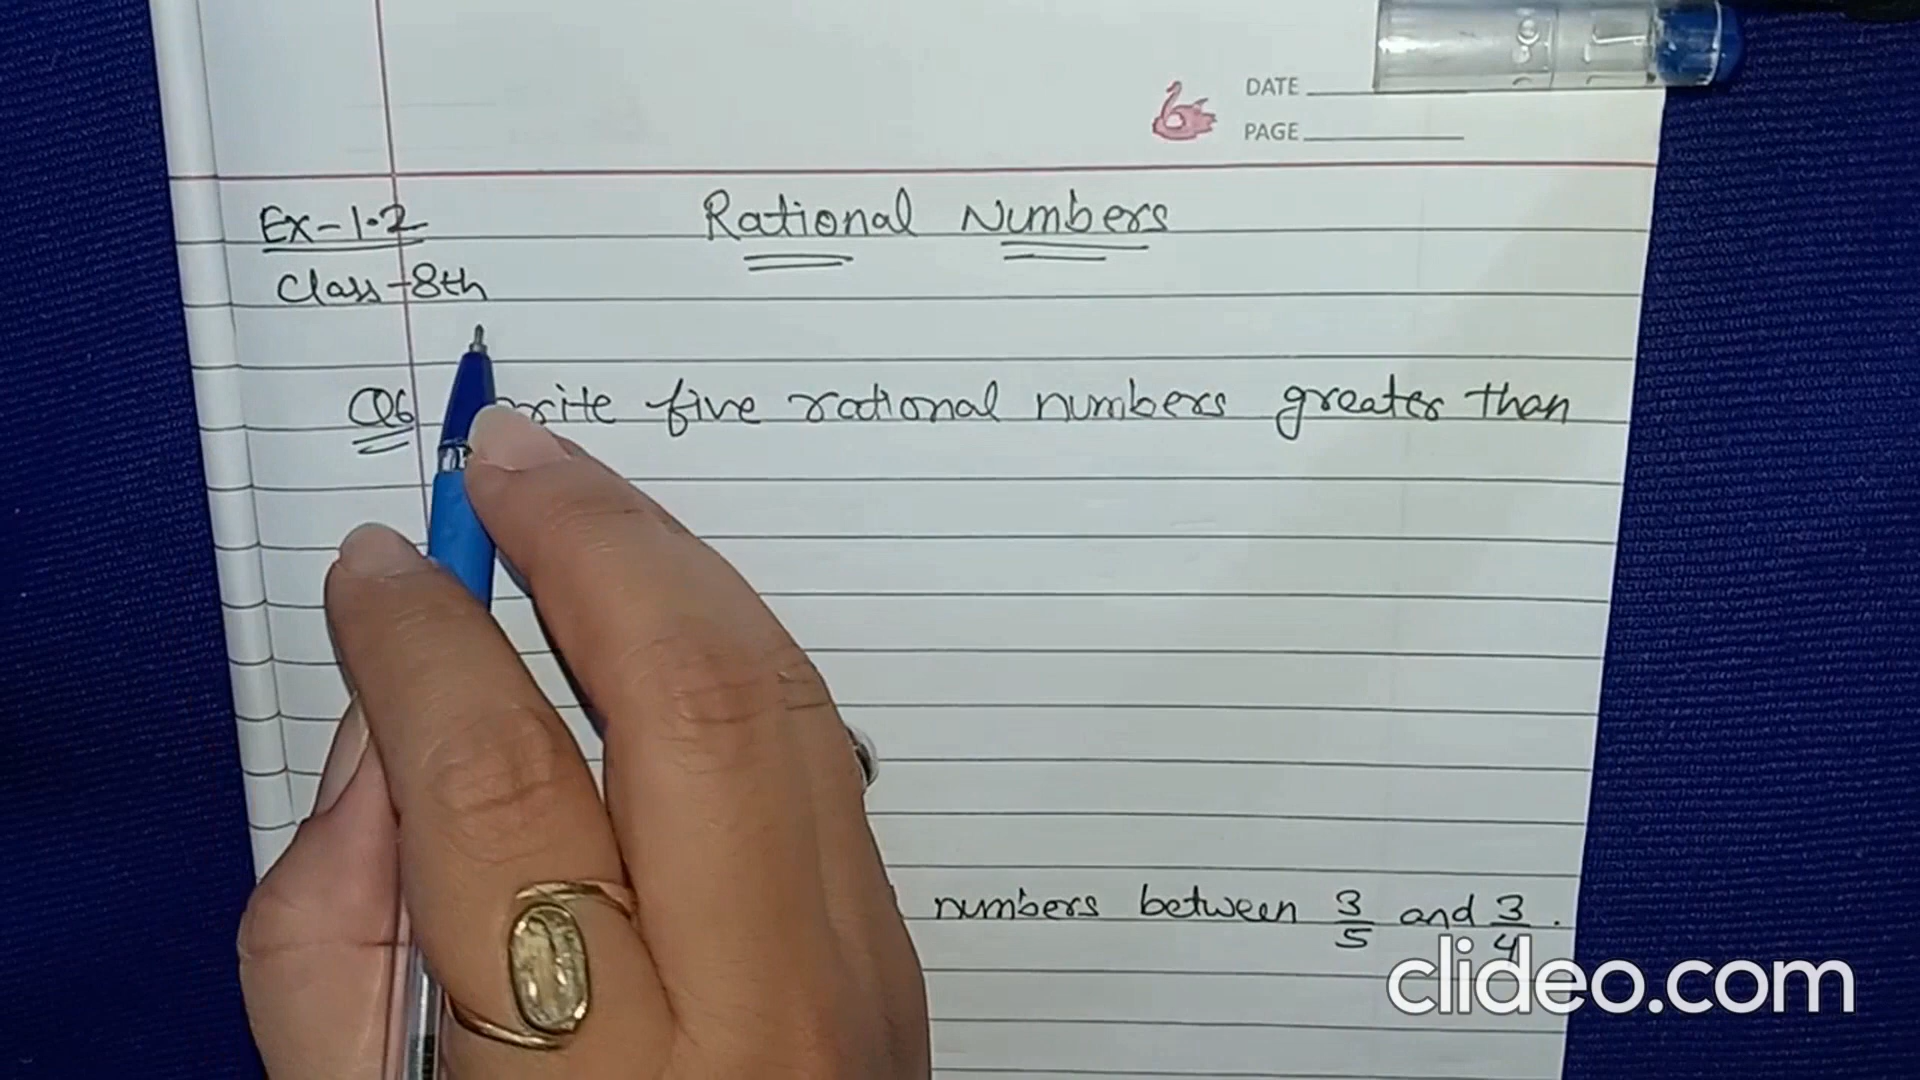 DATE
PAGE
Ex-1.2
Rational Numbers
Class-8th
Q6 write five rational numbers greater than
numbers between 3/5 and 3/4.
clideo.com